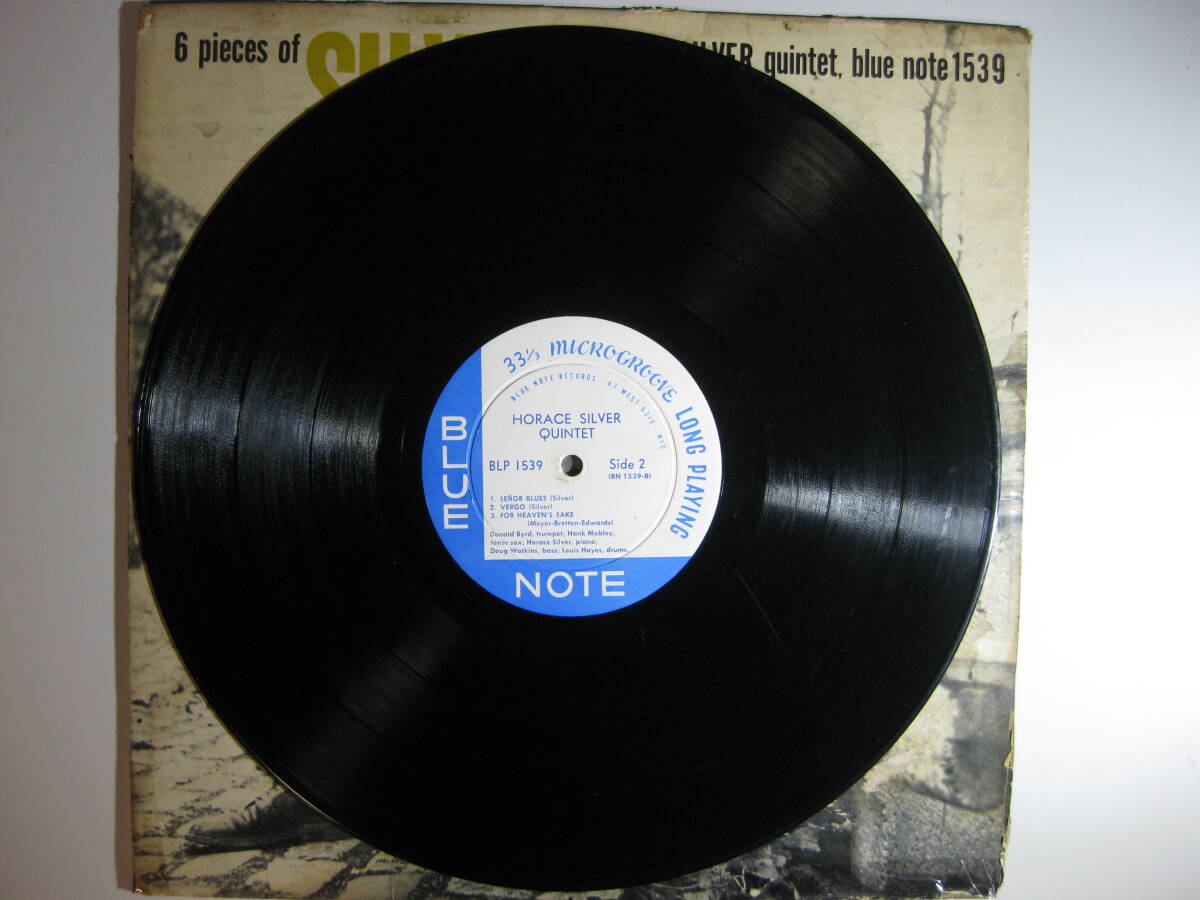 6 pieces of
SILVER quintet, blue note 1539
33 1/3 MICROGROOVE LONG PLAYING
BLUE NOTE RECORDS - 47 WEST 63rd - NYC
HORACE SILVER
QUINTET
BLP 1539
Side 2
(BN 1539-B)
1. SEÑOR BLUES (Silver)
2. VERGO (Silver)
3. FOR HEAVEN'S SAKE
(Meyer-Bretton-Edwards)
Donald Byrd, trumpet, Hank Mobley,
tenor sax; Horace Silver, piano;
Doug Watkins, bass; Louis Hayes, drums.
BLUE
NOTE